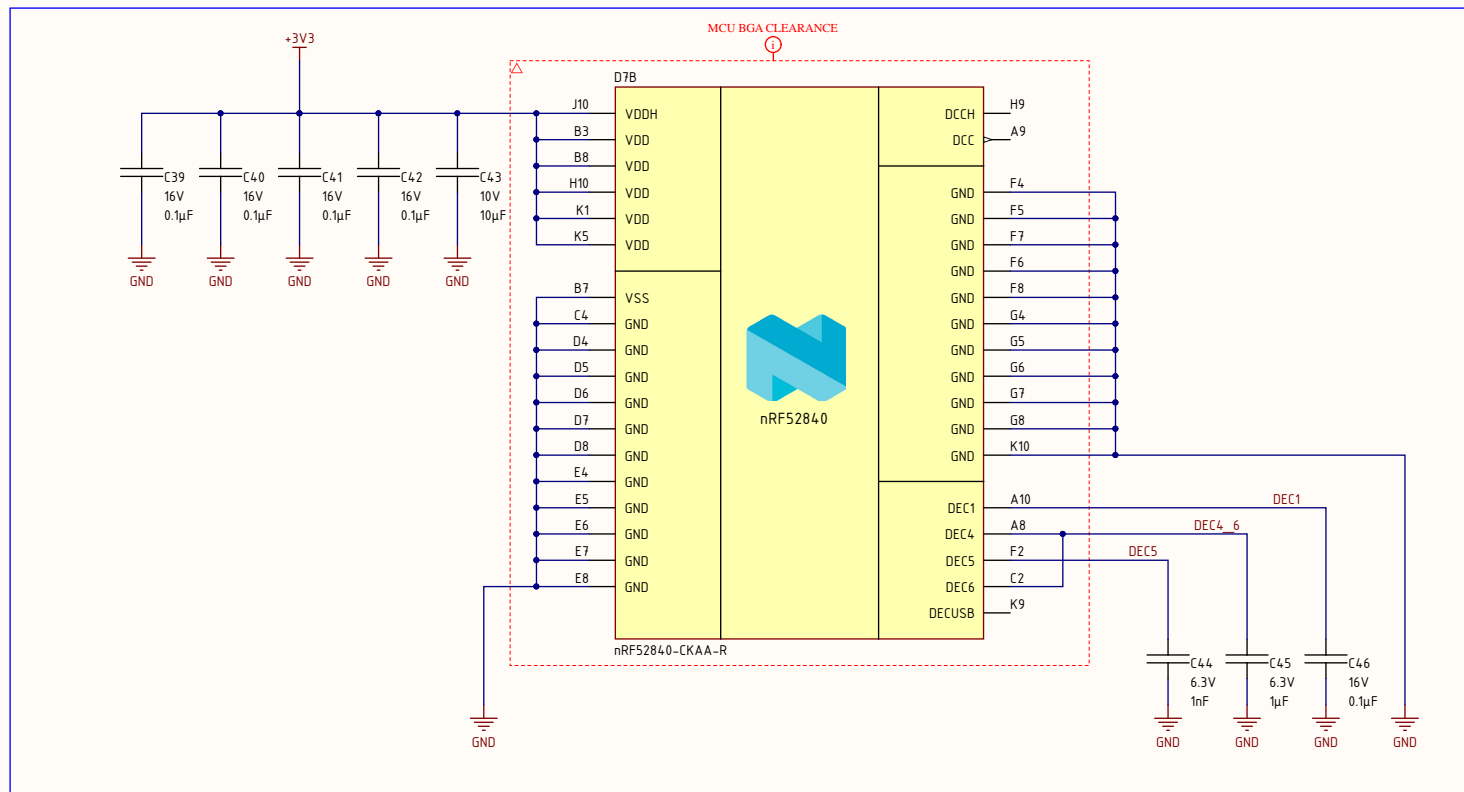 MCU BGA CLEARANCE
i
+3V3
D7B
J10 VDDH
B3 VDD
B8 VDD
H10 VDD
K1 VDD
K5 VDD
B7 VSS
C4 GND
D4 GND
D5 GND
D6 GND
D7 GND
D8 GND
E4 GND
E5 GND
E6 GND
E7 GND
E8 GND
DCCH H9
DCC A9
GND F4
GND F5
GND F7
GND F6
GND F8
GND G4
GND G5
GND G6
GND G7
GND G8
GND K10
DEC1 A10 DEC1
DEC4 A8 DEC4_6
DEC5 F2 DEC5
DEC6 C2
DECUSB K9
nRF52840
nRF52840-CKAA-R
C39
16V
0.1µF
GND
C40
16V
0.1µF
GND
C41
16V
0.1µF
GND
C42
16V
0.1µF
GND
C43
10V
10µF
GND
GND
C44
6.3V
1nF
GND
C45
6.3V
1µF
GND
C46
16V
0.1µF
GND
GND